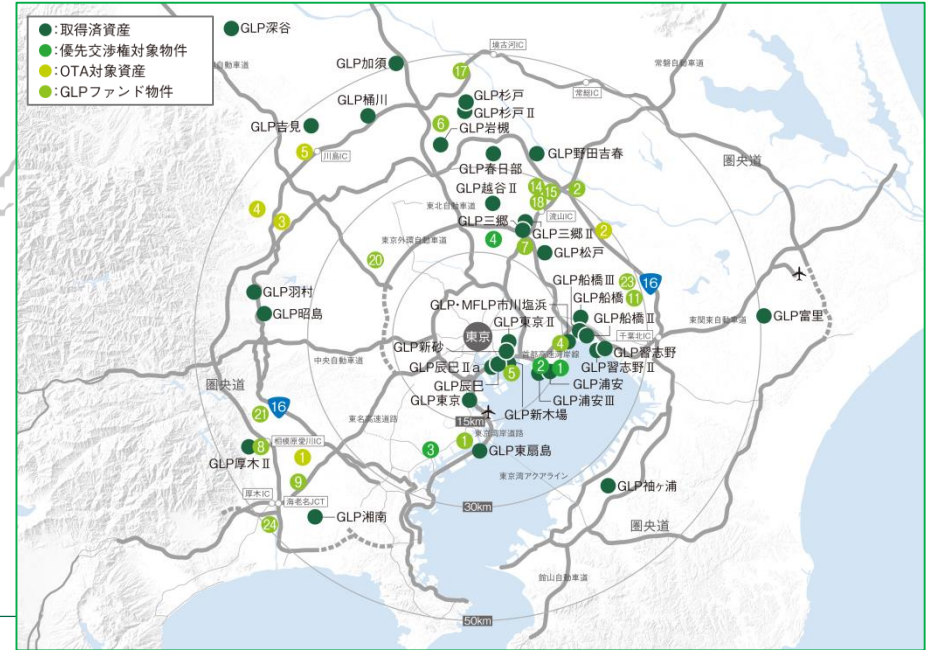 ●:取得済資産
●:優先交渉権対象物件
●:OTA対象資産
●:GLPファンド物件
GLP深谷
境古河IC
常磐自動車道
自動車道
GLP加須
17
常総IC
GLP桶川
GLP杉戸
GLP杉戸Ⅱ
GLP吉見
6
GLP岩槻
5
川島IC
GLP春日部
GLP野田吉春
圏央道
GLP越谷Ⅱ
14
15
2
18
4
3
東北自動車道
流山IC
GLP三郷
GLP三郷Ⅱ
2
東京外環自動車道
4
7
GLP松戸
20
GLP船橋Ⅲ
23
16
GLP羽村
GLP船橋
11
GLP・MFLP市川塩浜
GLP昭島
GLP東京Ⅱ
GLP船橋Ⅱ
GLP富里
東関東自動車道
東京
千葉北IC
GLP新砂
4
GLP習志野
中央自動車道
首都高速湾岸線
GLP習志野Ⅱ
GLP辰巳Ⅱa
2
1
GLP浦安
5
GLP辰巳
GLP浦安Ⅲ
圏央道
GLP東京
GLP新木場
21
16
東名高速道路
15km
東京湾岸道路
8
相模原愛川IC
1
GLP厚木Ⅱ
1
3
GLP東扇島
9
東京湾アクアライン
GLP袖ヶ浦
厚木IC
海老名JCT
30km
24
GLP湘南
圏央道
館山自動車道
50km